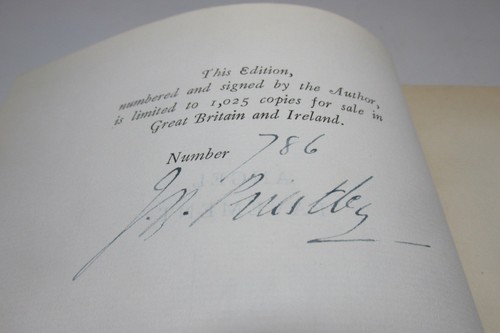 This Edition,
numbered and signed by the Author,
is limited to 1,025 copies for sale in
Great Britain and Ireland.
Number 786
J. B. Priestley